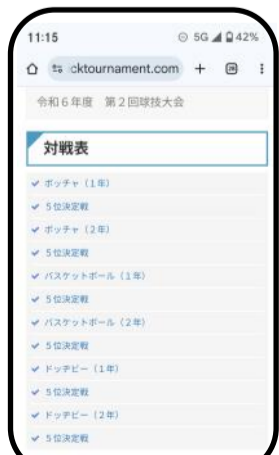 11:15 5G 42%
cktournament.com
令和6年度 第2回球技大会
対戦表
ボッチャ(1年)
5位決定戦
ボッチャ(2年)
5位決定戦
バスケットボール(1年)
5位決定戦
バスケットボール(2年)
5位決定戦
ドッヂビー(1年)
5位決定戦
ドッヂビー(2年)
5位決定戦